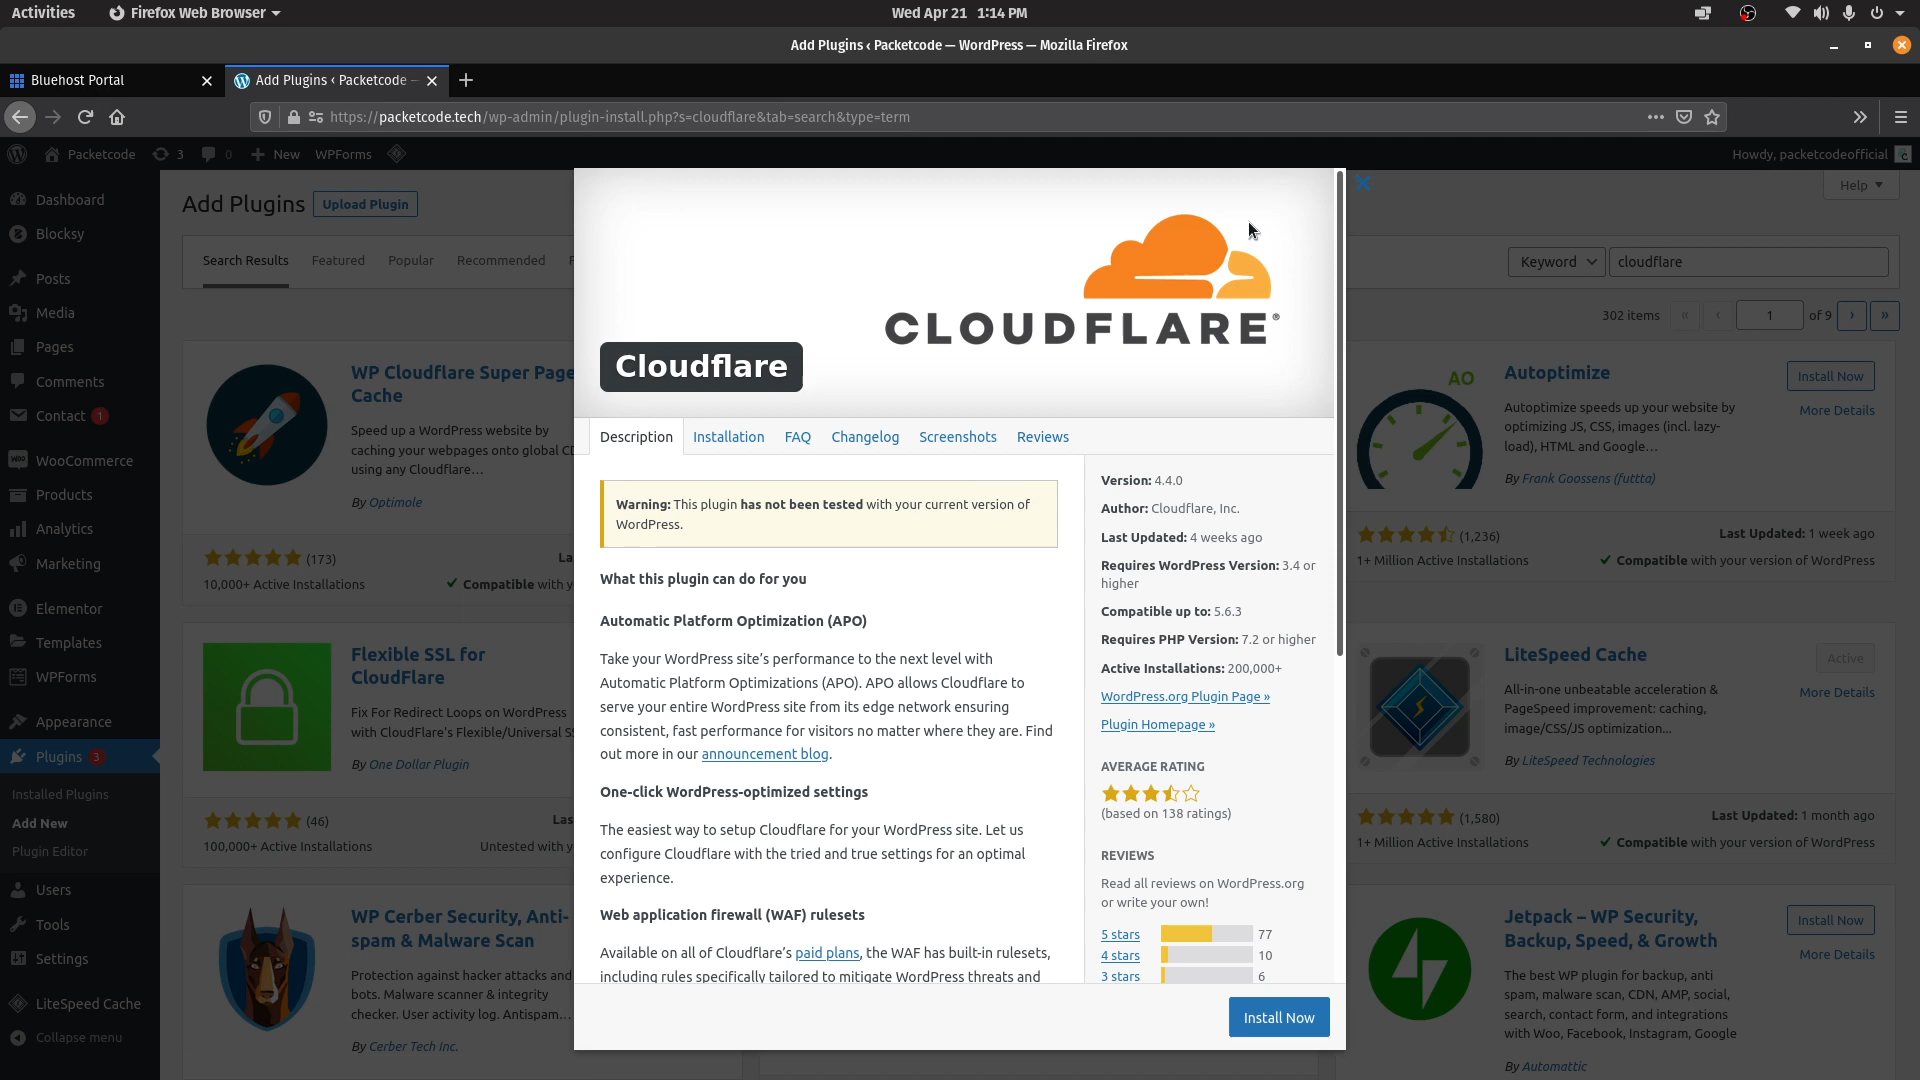 Activities
Firefox Web Browser
Wed Apr 21 1:14 PM
Add Plugins ‹ Packetcode — WordPress — Mozilla Firefox
Bluehost Portal
Add Plugins ‹ Packetcode —
https://packetcode.tech/wp-admin/plugin-install.php?s=cloudflare&tab=search&type=term
Packetcode
3
0
New
WPForms
Howdy, packetcodeofficial
Dashboard
Blocksy
Posts
Media
Pages
Comments
Contact 1
WooCommerce
Products
Analytics
Marketing
Elementor
Templates
WPForms
Appearance
Plugins 3
Installed Plugins
Add New
Plugin Editor
Users
Tools
Settings
LiteSpeed Cache
Collapse menu
Add Plugins
Upload Plugin
Help
Search Results
Featured
Popular
Recommended
Keyword
cloudflare
302 items
«
‹
1
of 9
›
»
WP Cloudflare Super Page
Cache
Speed up a WordPress website by
caching your webpages onto global CD
using any Cloudflare…
By Optimole
(173)
10,000+ Active Installations
Compatible with y
Flexible SSL for
CloudFlare
Fix For Redirect Loops on WordPress
with CloudFlare's Flexible/Universal S
By One Dollar Plugin
(46)
100,000+ Active Installations
Untested with y
WP Cerber Security, Anti-
spam & Malware Scan
Protection against hacker attacks and
bots. Malware scanner & integrity
checker. User activity log. Antispam…
By Cerber Tech Inc.
CLOUDFLARE®
Cloudflare
Description
Installation
FAQ
Changelog
Screenshots
Reviews
Warning: This plugin has not been tested with your current version of
WordPress.
What this plugin can do for you
Automatic Platform Optimization (APO)
Take your WordPress site’s performance to the next level with
Automatic Platform Optimizations (APO). APO allows Cloudflare to
serve your entire WordPress site from its edge network ensuring
consistent, fast performance for visitors no matter where they are. Find
out more in our announcement blog.
One-click WordPress-optimized settings
The easiest way to setup Cloudflare for your WordPress site. Let us
configure Cloudflare with the tried and true settings for an optimal
experience.
Web application firewall (WAF) rulesets
Available on all of Cloudflare’s paid plans, the WAF has built-in rulesets,
including rules specifically tailored to mitigate WordPress threats and
Version: 4.4.0
Author: Cloudflare, Inc.
Last Updated: 4 weeks ago
Requires WordPress Version: 3.4 or
higher
Compatible up to: 5.6.3
Requires PHP Version: 7.2 or higher
Active Installations: 200,000+
WordPress.org Plugin Page »
Plugin Homepage »
AVERAGE RATING
(based on 138 ratings)
REVIEWS
Read all reviews on WordPress.org
or write your own!
5 stars 77
4 stars 10
3 stars 6
Install Now
AO
Autoptimize
Install Now
More Details
Autoptimize speeds up your website by
optimizing JS, CSS, images (incl. lazy-
load), HTML and Google…
By Frank Goossens (futtta)
(1,236)
Last Updated: 1 week ago
1+ Million Active Installations
Compatible with your version of WordPress
LiteSpeed Cache
Active
More Details
All-in-one unbeatable acceleration &
PageSpeed improvement: caching,
image/CSS/JS optimization...
By LiteSpeed Technologies
(1,580)
Last Updated: 1 month ago
1+ Million Active Installations
Compatible with your version of WordPress
Jetpack – WP Security,
Backup, Speed, & Growth
Install Now
More Details
The best WP plugin for backup, anti
spam, malware scan, CDN, AMP, social,
search, contact form, and integrations
with Woo, Facebook, Instagram, Google
By Automattic